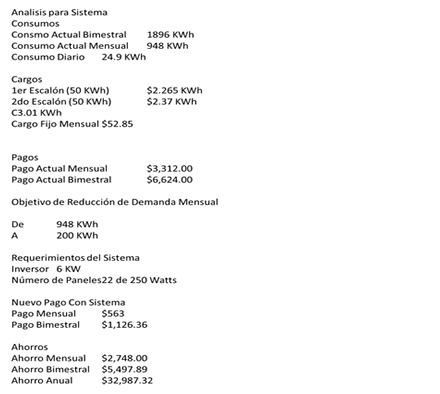 Analisis para Sistema
Consumos
Consmo Actual Bimestral 1896 KWh
Consumo Actual Mensual 948 KWh
Consumo Diario 24.9 KWh
Cargos
1er Escalón (50 KWh) $2.265 KWh
2do Escalón (50 KWh) $2.37 KWh
C3.01 KWh
Cargo Fijo Mensual $52.85
Pagos
Pago Actual Mensual $3,312.00
Pago Actual Bimestral $6,624.00
Objetivo de Reducción de Demanda Mensual
De 948 KWh
A 200 KWh
Requerimientos del Sistema
Inversor 6 KW
Número de Paneles22 de 250 Watts
Nuevo Pago Con Sistema
Pago Mensual $563
Pago Bimestral $1,126.36
Ahorros
Ahorro Mensual $2,748.00
Ahorro Bimestral $5,497.89
Ahorro Anual $32,987.32